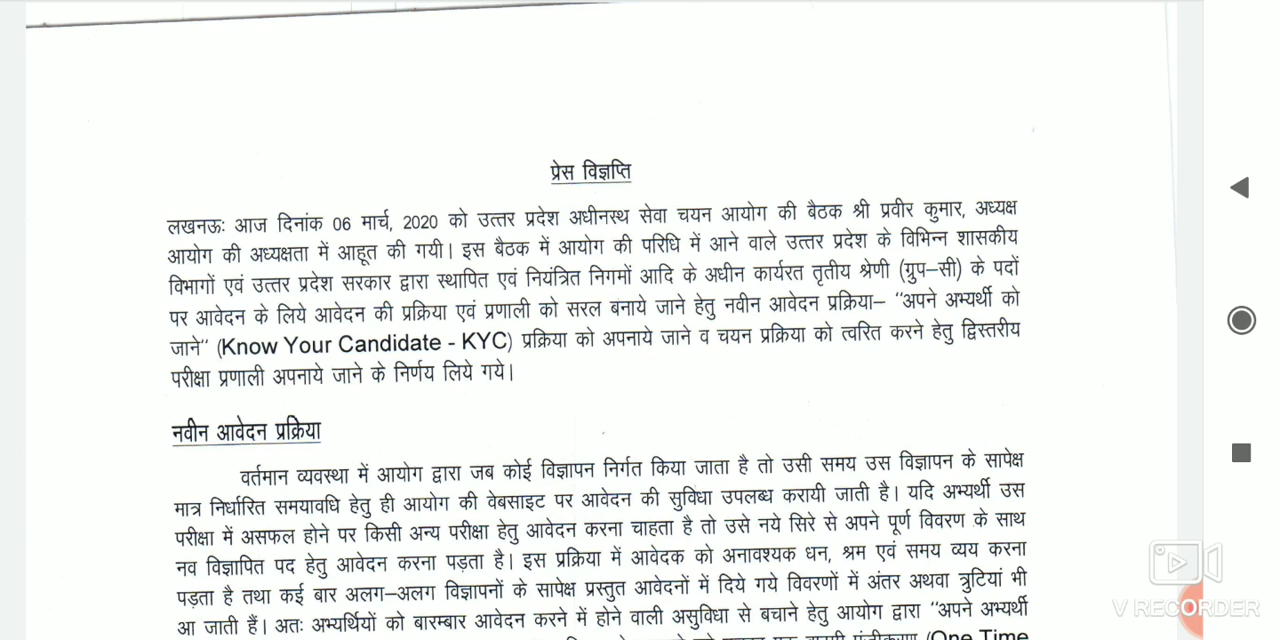 प्रेस विज्ञप्ति
लखनऊः आज दिनांक 06 मार्च, 2020 को उत्तर प्रदेश अधीनस्थ सेवा चयन आयोग की बैठक श्री प्रवीर कुमार, अध्यक्ष
आयोग की अध्यक्षता में आहूत की गयी। इस बैठक में आयोग की परिधि में आने वाले उत्तर प्रदेश के विभिन्न शासकीय
विभागों एवं उत्तर प्रदेश सरकार द्वारा स्थापित एवं नियंत्रित निगमों आदि के अधीन कार्यरत तृतीय श्रेणी (ग्रुप–सी) के पदों
पर आवेदन के लिये आवेदन की प्रक्रिया एवं प्रणाली को सरल बनाये जाने हेतु नवीन आवेदन प्रक्रिया– "अपने अभ्यर्थी को
जाने" (Know Your Candidate - KYC) प्रक्रिया को अपनाये जाने व चयन प्रक्रिया को त्वरित करने हेतु द्विस्तरीय
परीक्षा प्रणाली अपनाये जाने के निर्णय लिये गये।
नवीन आवेदन प्रक्रिया
वर्तमान व्यवस्था में आयोग द्वारा जब कोई विज्ञापन निर्गत किया जाता है तो उसी समय उस विज्ञापन के सापेक्ष
मात्र निर्धारित समयावधि हेतु ही आयोग की वेबसाइट पर आवेदन की सुविधा उपलब्ध करायी जाती है। यदि अभ्यर्थी उस
परीक्षा में असफल होने पर किसी अन्य परीक्षा हेतु आवेदन करना चाहता है तो उसे नये सिरे से अपने पूर्ण विवरण के साथ
नव विज्ञापित पद हेतु आवेदन करना पड़ता है। इस प्रक्रिया में आवेदक को अनावश्यक धन, श्रम एवं समय व्यय करना
पड़ता है तथा कई बार अलग–अलग विज्ञापनों के सापेक्ष प्रस्तुत आवेदनों में दिये गये विवरणों में अंतर अथवा त्रुटियां भी
आ जाती हैं। अतः अभ्यर्थियों को बारम्बार आवेदन करने में होने वाली असुविधा से बचाने हेतु आयोग द्वारा "अपने अभ्यर्थी
(One Time
V RECORDER